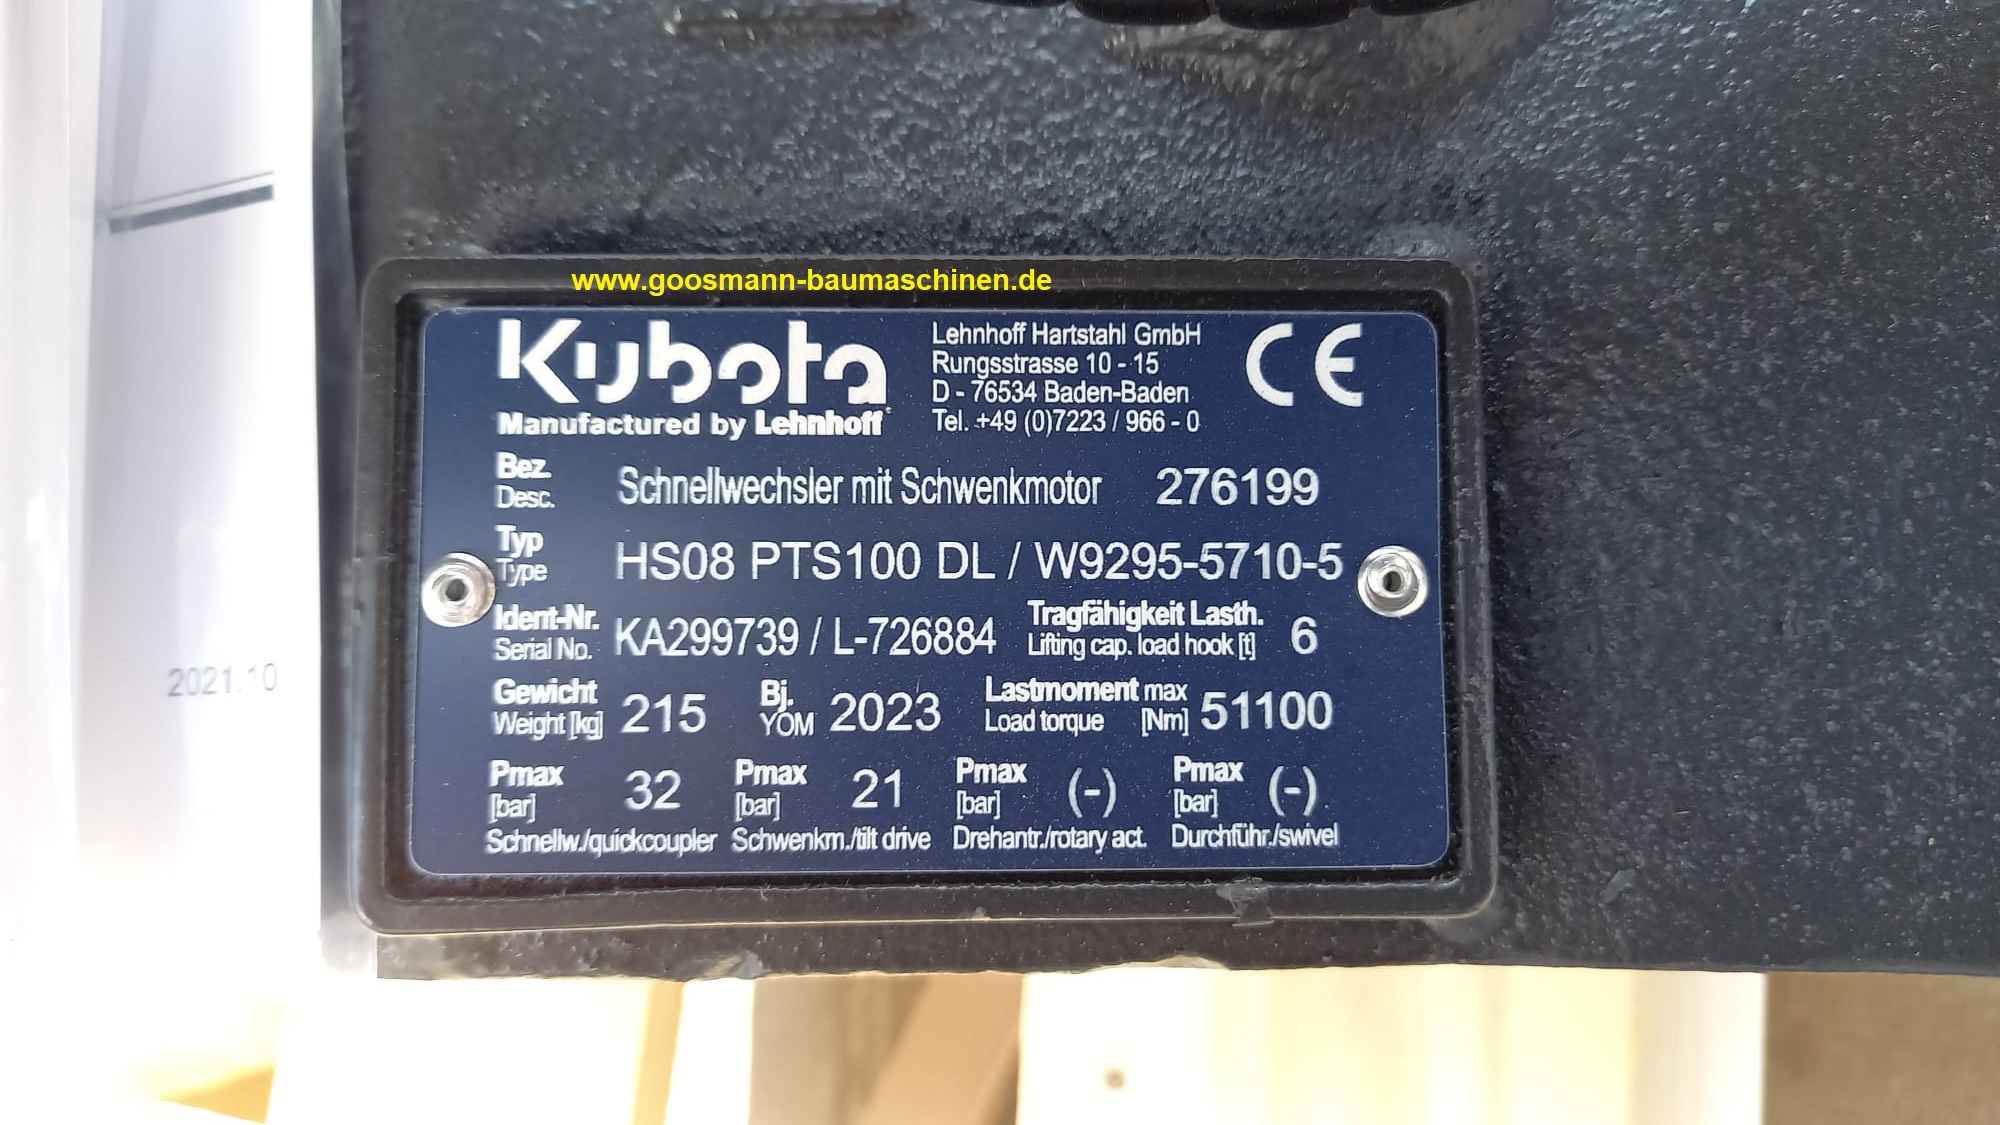 www.goosmann-baumaschinen.de
Kubota
Manufactured by Lehnhoff
Lehnhoff Hartstahl GmbH
Rungsstrasse 10 - 15
D - 76534 Baden-Baden
Tel. +49 (0)7223 / 966 - 0
CE
Bez. Schnellwechsler mit Schwenkmotor 276199
Desc.
Typ HS08 PTS100 DL / W9295-5710-5
Type
Ident-Nr. KA299739 / L-726884 Tragfähigkeit Lasth. 6
Serial No. Lifting cap. load hook [t]
Gewicht 215 Bj. 2023 Lastmoment max 51100
Weight [kg] YOM Load torque [Nm]
Pmax 32 Pmax 21 Pmax (-) Pmax (-)
[bar] [bar] [bar] [bar]
Schnellw./quickcoupler Schwenkm./tilt drive Drehantr./rotary act. Durchführ./swivel
2021.10